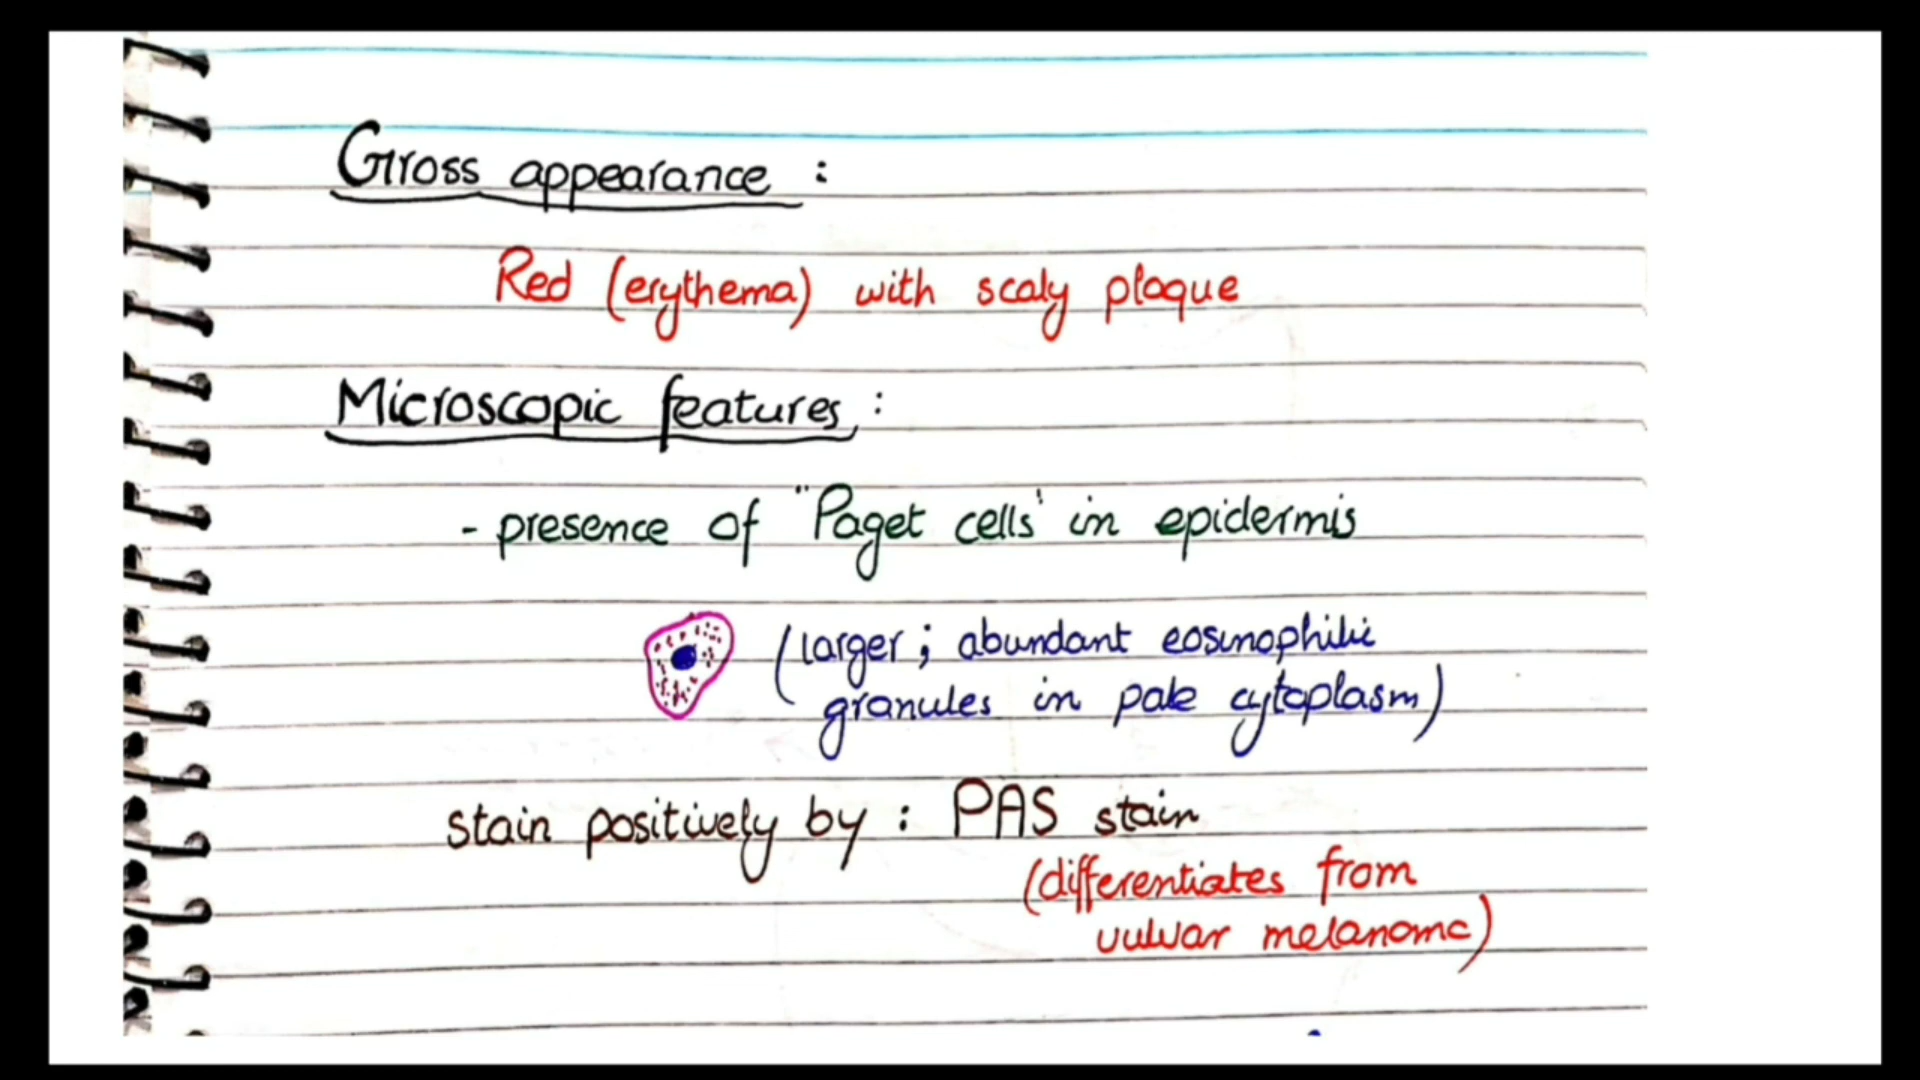 Gross appearance :
Red (erythema) with scaly plaque
Microscopic features :
- presence of "Paget cells" in epidermis
(larger ; abundant eosinophilic
granules in pale cytoplasm)
stain positively by : PAS stain
(differentiates from
vulvar melanoma)